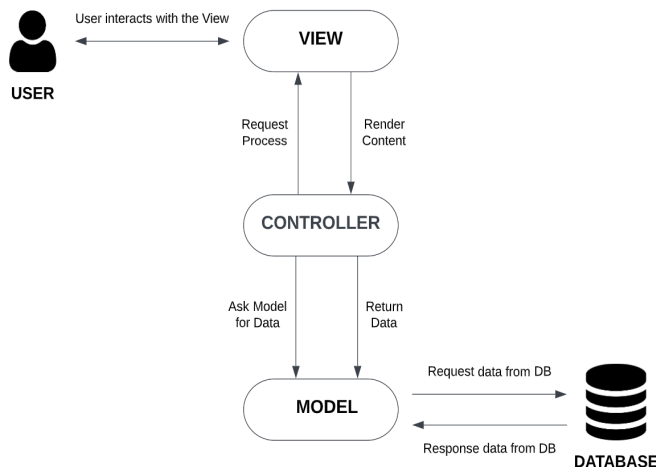 User interacts with the View
VIEW
USER
Request
Process
Render
Content
CONTROLLER
Ask Model
for Data
Return
Data
Request data from DB
MODEL
Response data from DB
DATABASE